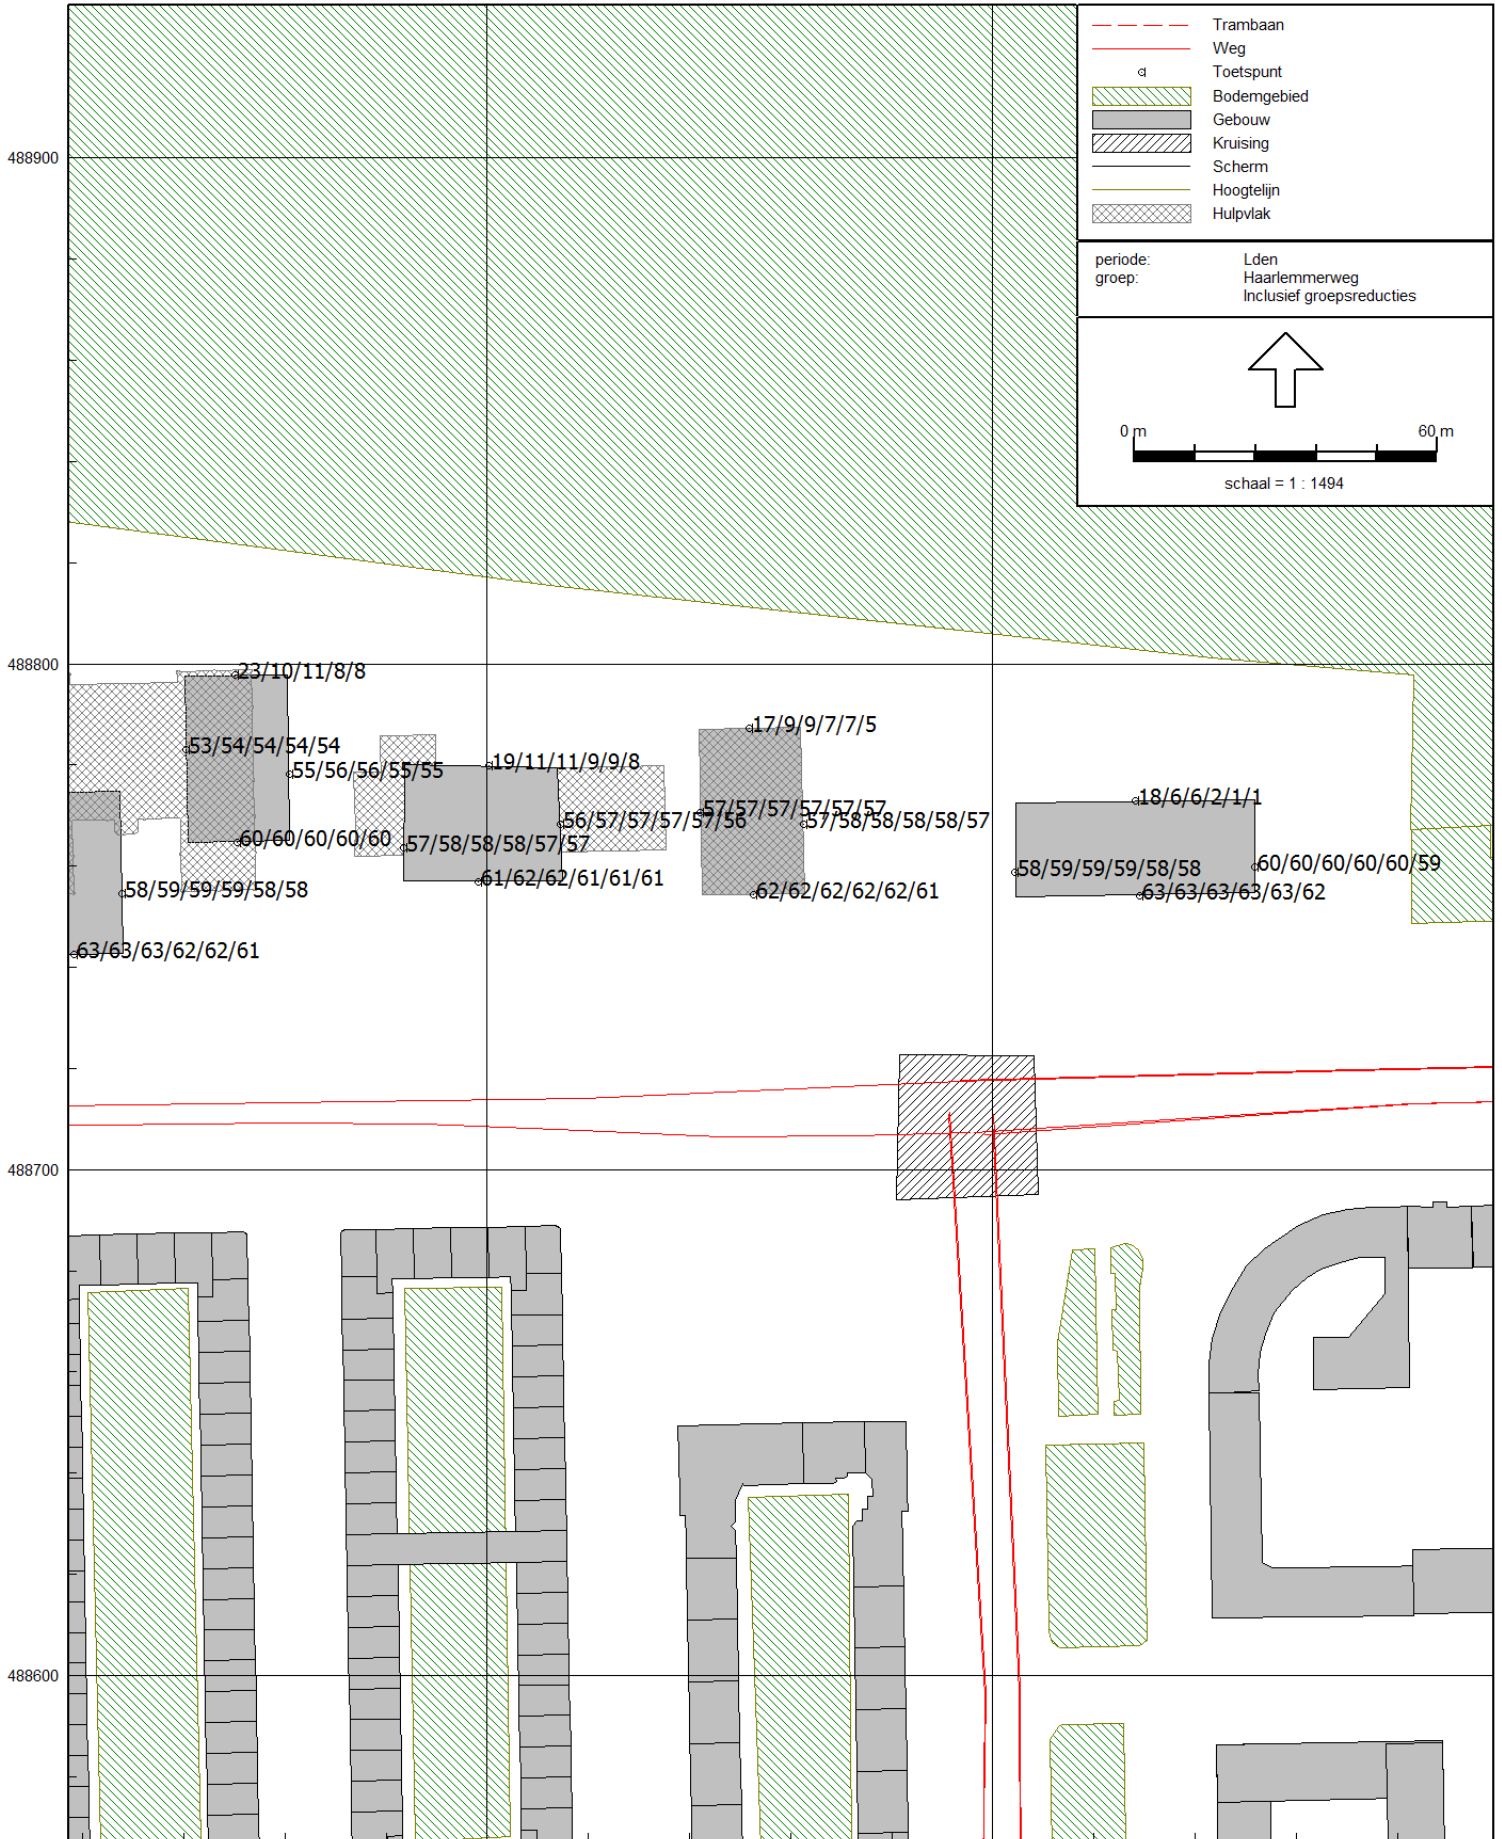 Trambaan
Weg
Toetspunt
Bodemgebied
Gebouw
Kruising
Scherm
Hoogtelijn
Hulpvlak
periode: Lden
groep: Haarlemmerweg
Inclusief groepsreducties
0 m 60 m
schaal = 1 : 1494
488900
488800
23/10/11/8/8
53/54/54/54/54
55/56/56/55/55
60/60/60/60/60
58/59/59/59/58/58
63/63/63/62/62/61
19/11/11/9/9/8
56/57/57/57/57/56
57/58/58/58/57/57
61/62/62/61/61/61
17/9/9/7/7/5
57/57/57/57/57/57
57/58/58/58/58/57
62/62/62/62/62/61
18/6/6/2/1/1
58/59/59/59/58/58
60/60/60/60/60/59
63/63/63/63/63/62
488700
488600